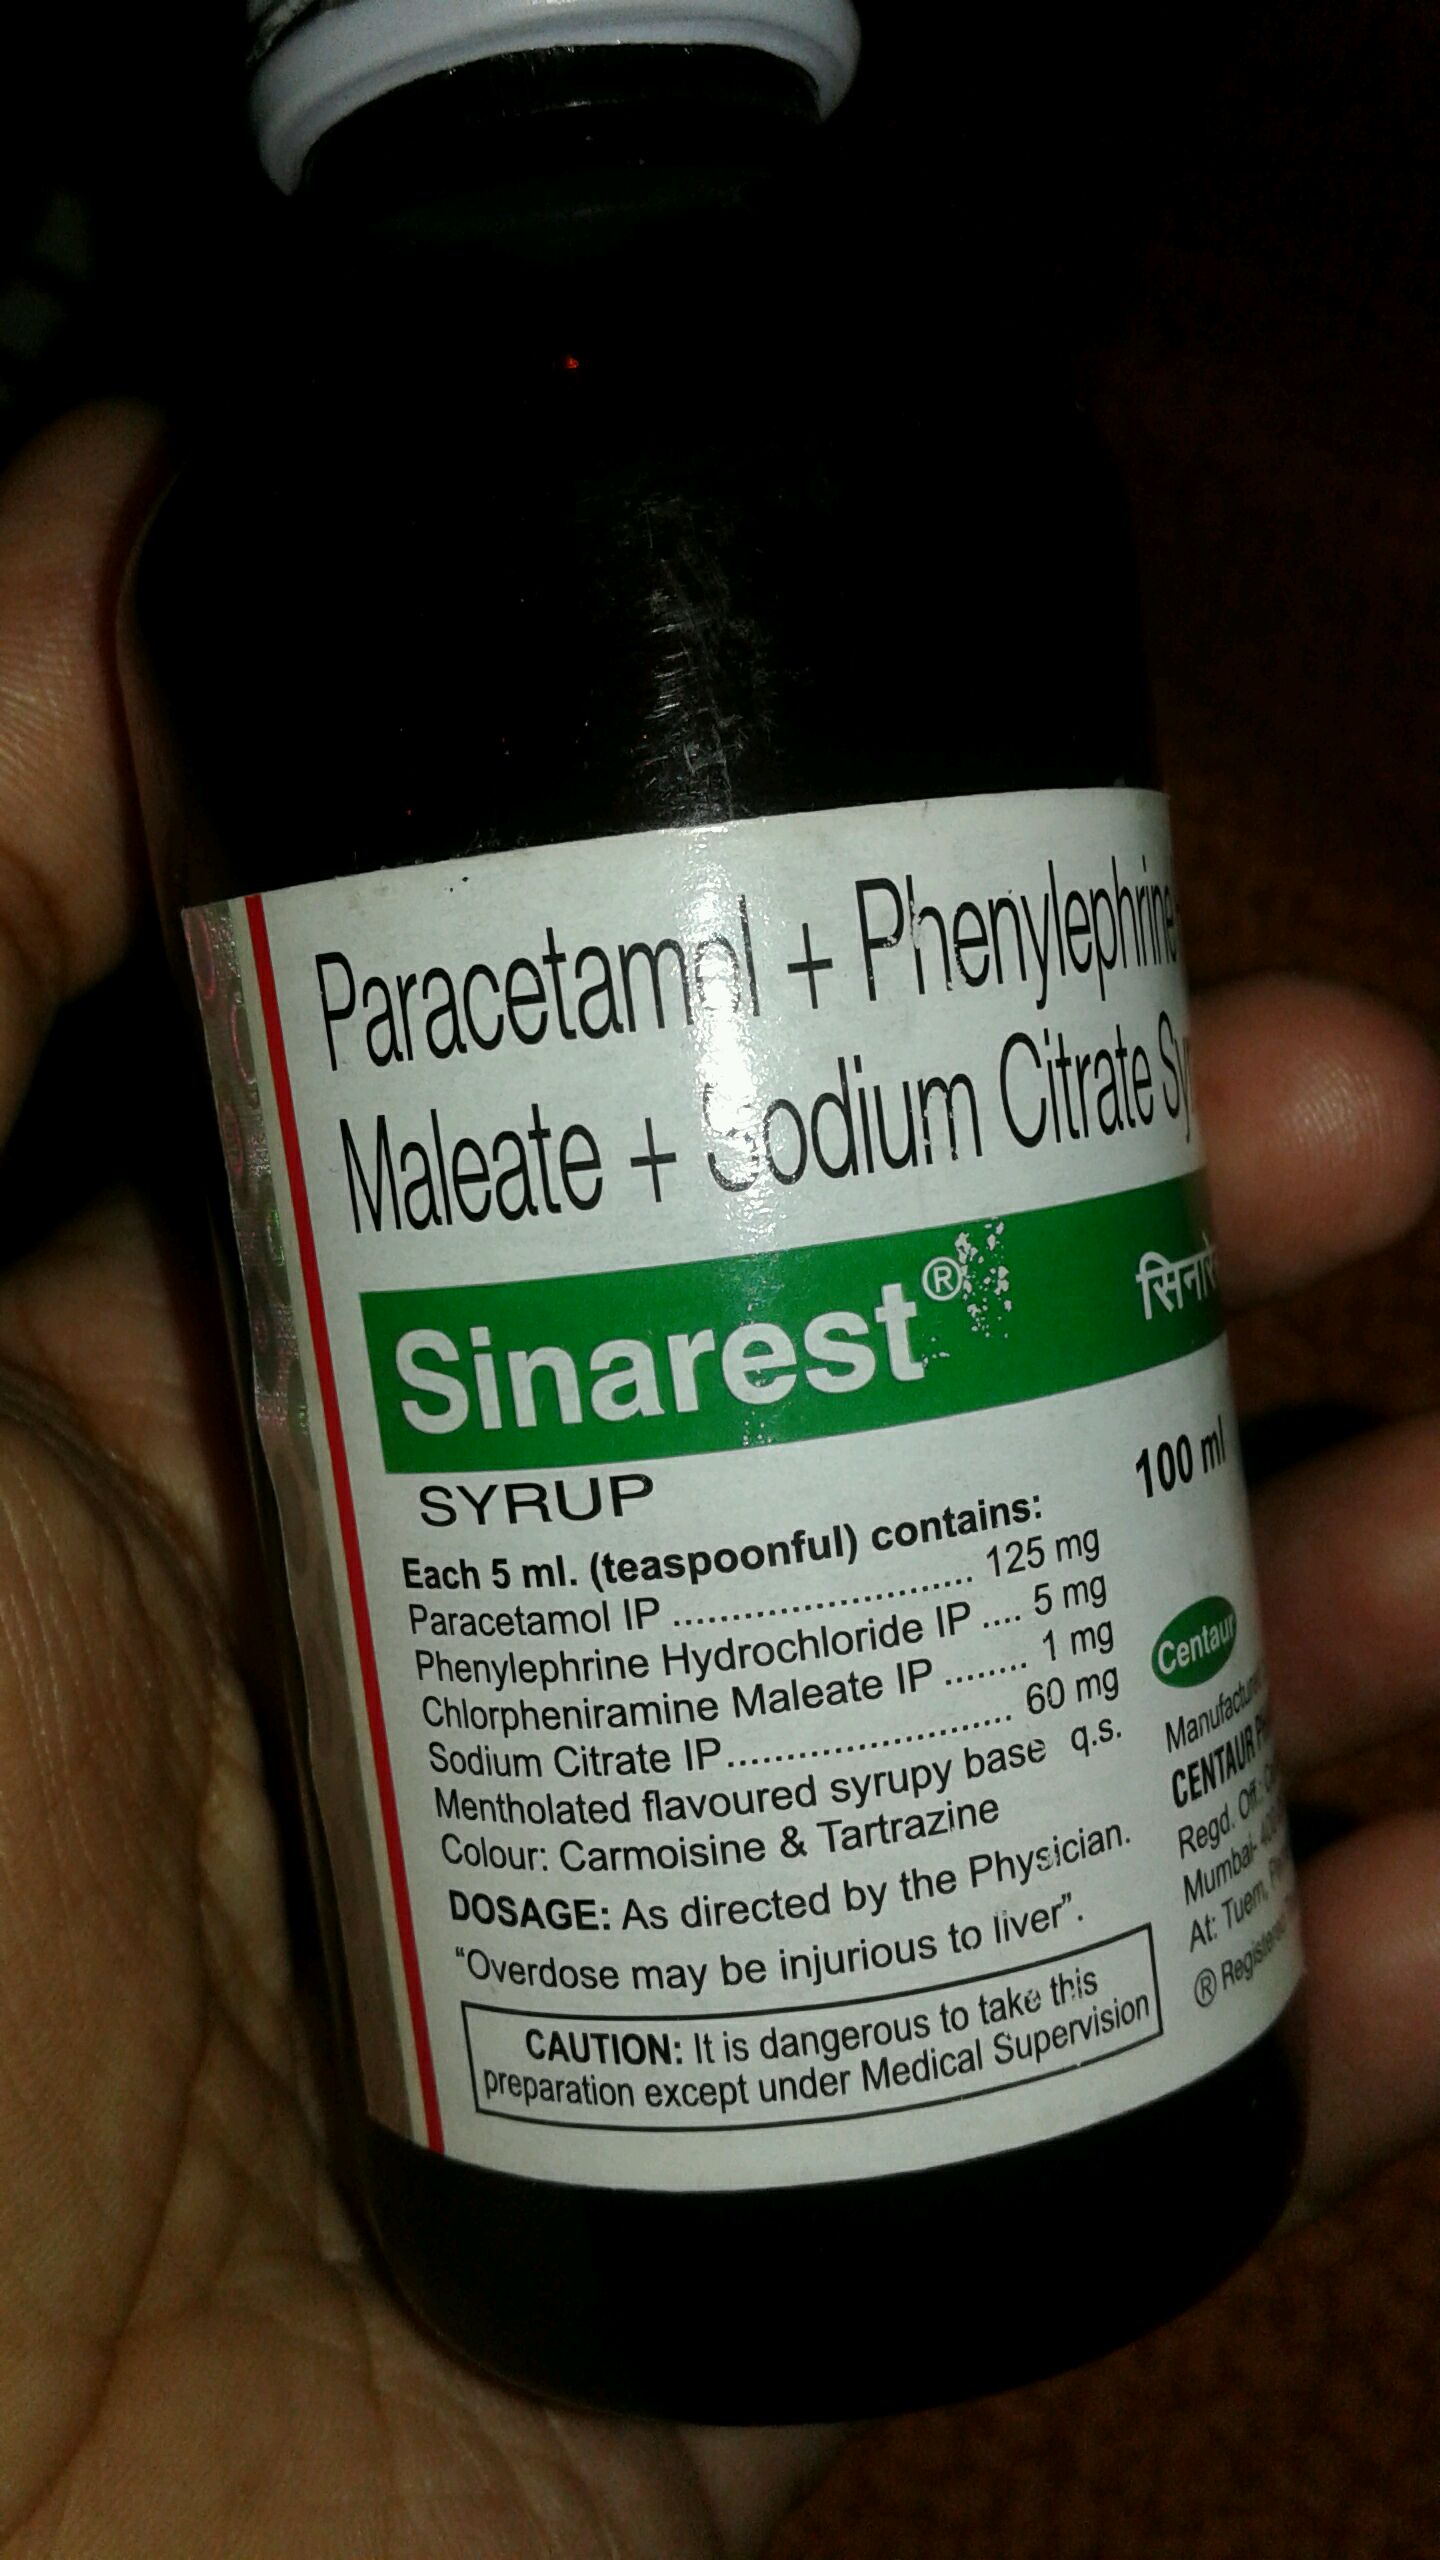 Paracetamol + Phenylephrine
Maleate + Sodium Citrate
Sinarest®
100 ml
SYRUP
Each 5 ml. (teaspoonful) contains:
Paracetamol IP ............................ 125 mg
Phenylephrine Hydrochloride IP .... 5 mg
Chlorpheniramine Maleate IP ........ 1 mg
Sodium Citrate IP........................... 60 mg
Mentholated flavoured syrupy base q.s.
Colour: Carmoisine & Tartrazine
DOSAGE: As directed by the Physician.
"Overdose may be injurious to liver".
CAUTION: It is dangerous to take this
preparation except under Medical Supervision
Centaur
CENTAUR
Regd. Off.:
Mumbai-
At: Tuem,
®